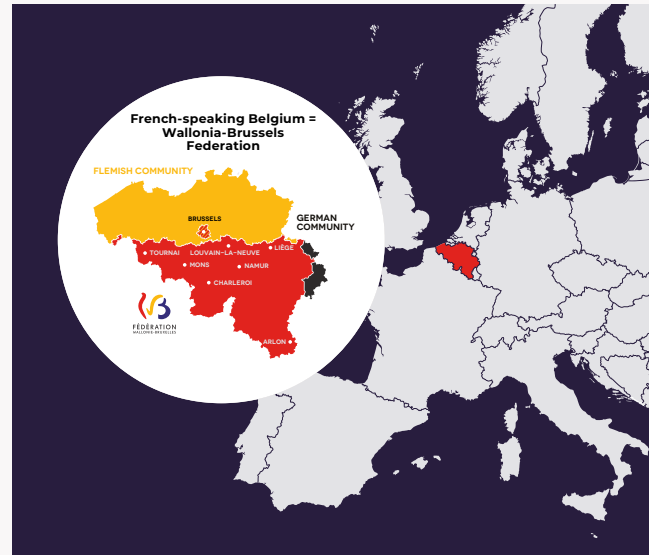 French-speaking Belgium =
Wallonia-Brussels
Federation
FLEMISH COMMUNITY
BRUSSELS
GERMAN
COMMUNITY
TOURNAI
LOUVAIN-LA-NEUVE
LIÈGE
MONS
NAMUR
CHARLEROI
FÉDÉRATION
WALLONIE-BRUXELLES
ARLON